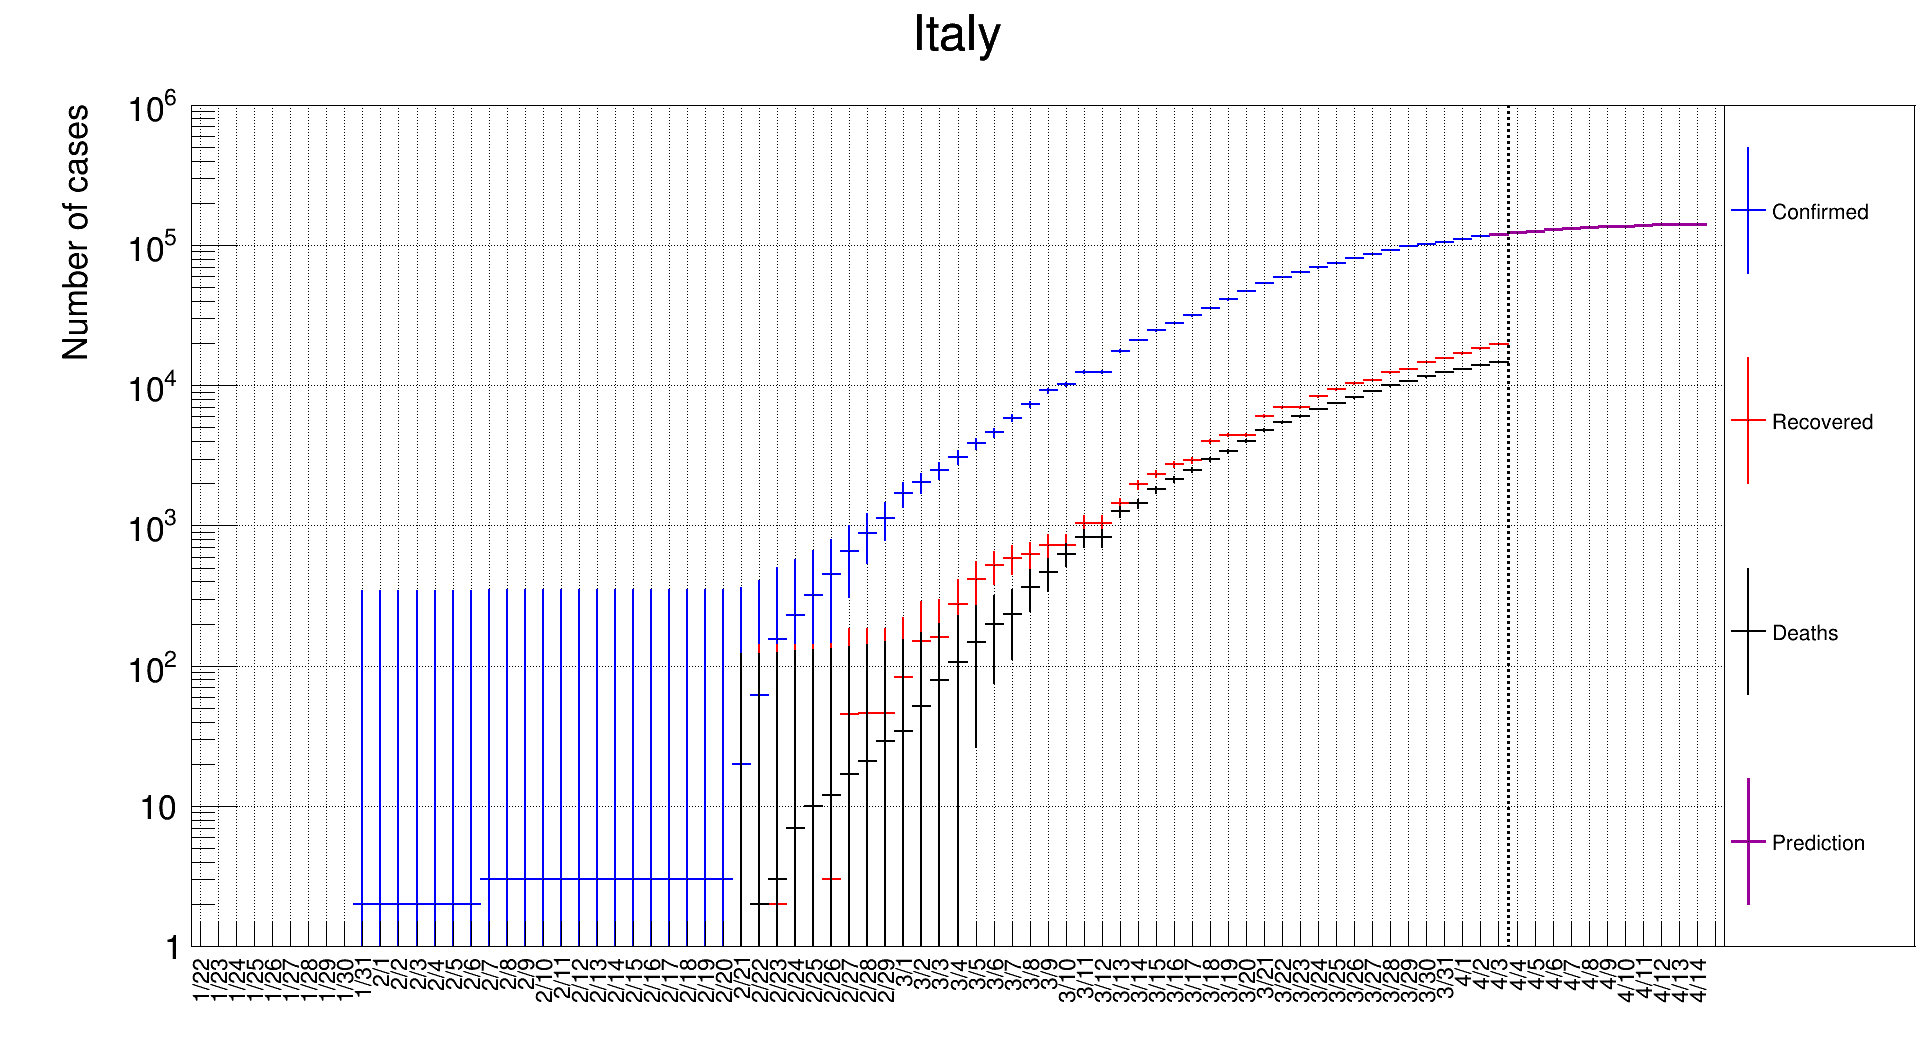 Italy
Number of cases
10^6
10^5
10^4
10^3
10^2
10
1
1/22 1/23 1/24 1/25 1/26 1/27 1/28 1/29 1/30 1/31 2/1 2/2 2/3 2/4 2/5 2/6 2/7 2/8 2/9 2/10 2/11 2/12 2/13 2/14 2/15 2/16 2/17 2/18 2/19 2/20 2/21 2/22 2/23 2/24 2/25 2/26 2/27 2/28 2/29 3/1 3/2 3/3 3/4 3/5 3/6 3/7 3/8 3/9 3/10 3/11 3/12 3/13 3/14 3/15 3/16 3/17 3/18 3/19 3/20 3/21 3/22 3/23 3/24 3/25 3/26 3/27 3/28 3/29 3/30 3/31 4/1 4/2 4/3 4/4 4/5 4/6 4/7 4/8 4/9 4/10 4/11 4/12 4/13 4/14
Confirmed
Recovered
Deaths
Prediction